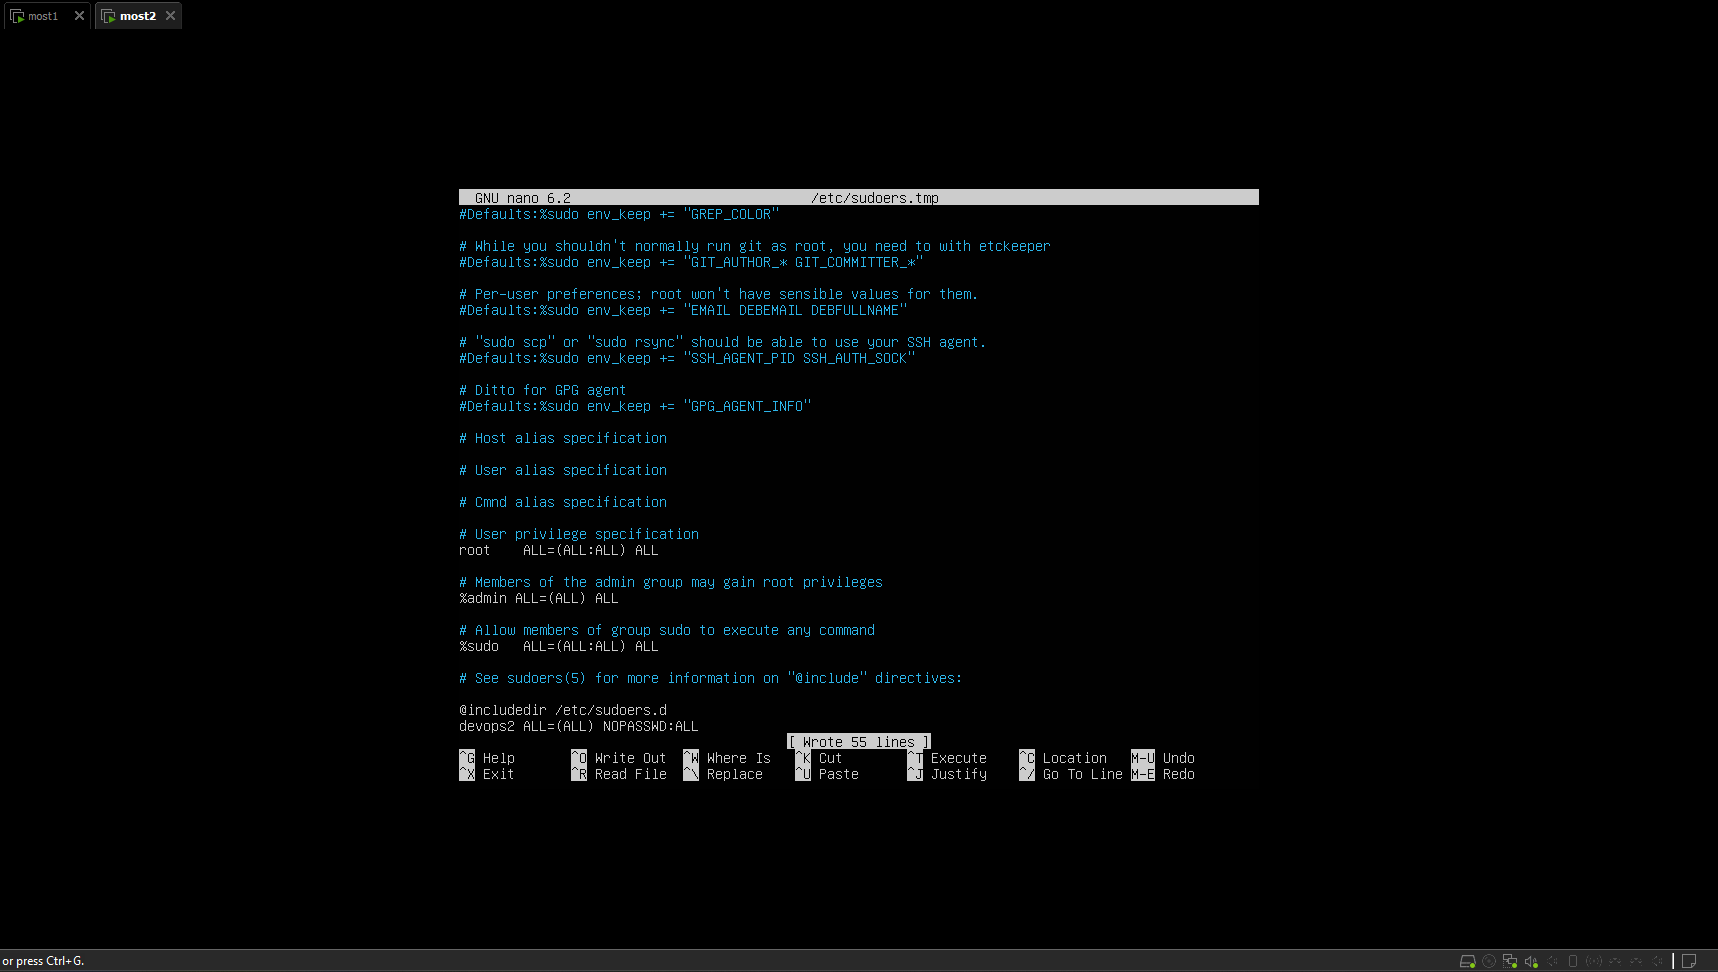 most1
most2
GNU nano 6.2 /etc/sudoers.tmp
#Defaults:%sudo env_keep += "GREP_COLOR"
# While you shouldn't normally run git as root, you need to with etckeeper
#Defaults:%sudo env_keep += "GIT_AUTHOR_* GIT_COMMITTER_*"
# Per-user preferences; root won't have sensible values for them.
#Defaults:%sudo env_keep += "EMAIL DEBEMAIL DEBFULLNAME"
# "sudo scp" or "sudo rsync" should be able to use your SSH agent.
#Defaults:%sudo env_keep += "SSH_AGENT_PID SSH_AUTH_SOCK"
# Ditto for GPG agent
#Defaults:%sudo env_keep += "GPG_AGENT_INFO"
# Host alias specification
# User alias specification
# Cmnd alias specification
# User privilege specification
root ALL=(ALL:ALL) ALL
# Members of the admin group may gain root privileges
%admin ALL=(ALL) ALL
# Allow members of group sudo to execute any command
%sudo ALL=(ALL:ALL) ALL
# See sudoers(5) for more information on "@include" directives:
@includedir /etc/sudoers.d
devops2 ALL=(ALL) NOPASSWD:ALL
[ Wrote 55 lines ]
^G Help ^O Write Out ^W Where Is ^K Cut ^T Execute ^C Location M-U Undo
^X Exit ^R Read File ^\ Replace ^U Paste ^J Justify ^/ Go To Line M-E Redo
or press Ctrl+G.